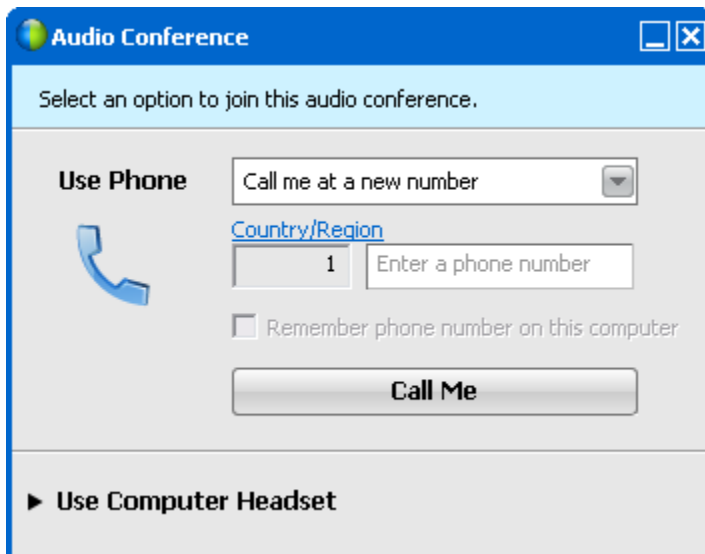 Audio Conference
Select an option to join this audio conference.
Use Phone
Call me at a new number
Country/Region
1
Enter a phone number
Remember phone number on this computer
Call Me
Use Computer Headset